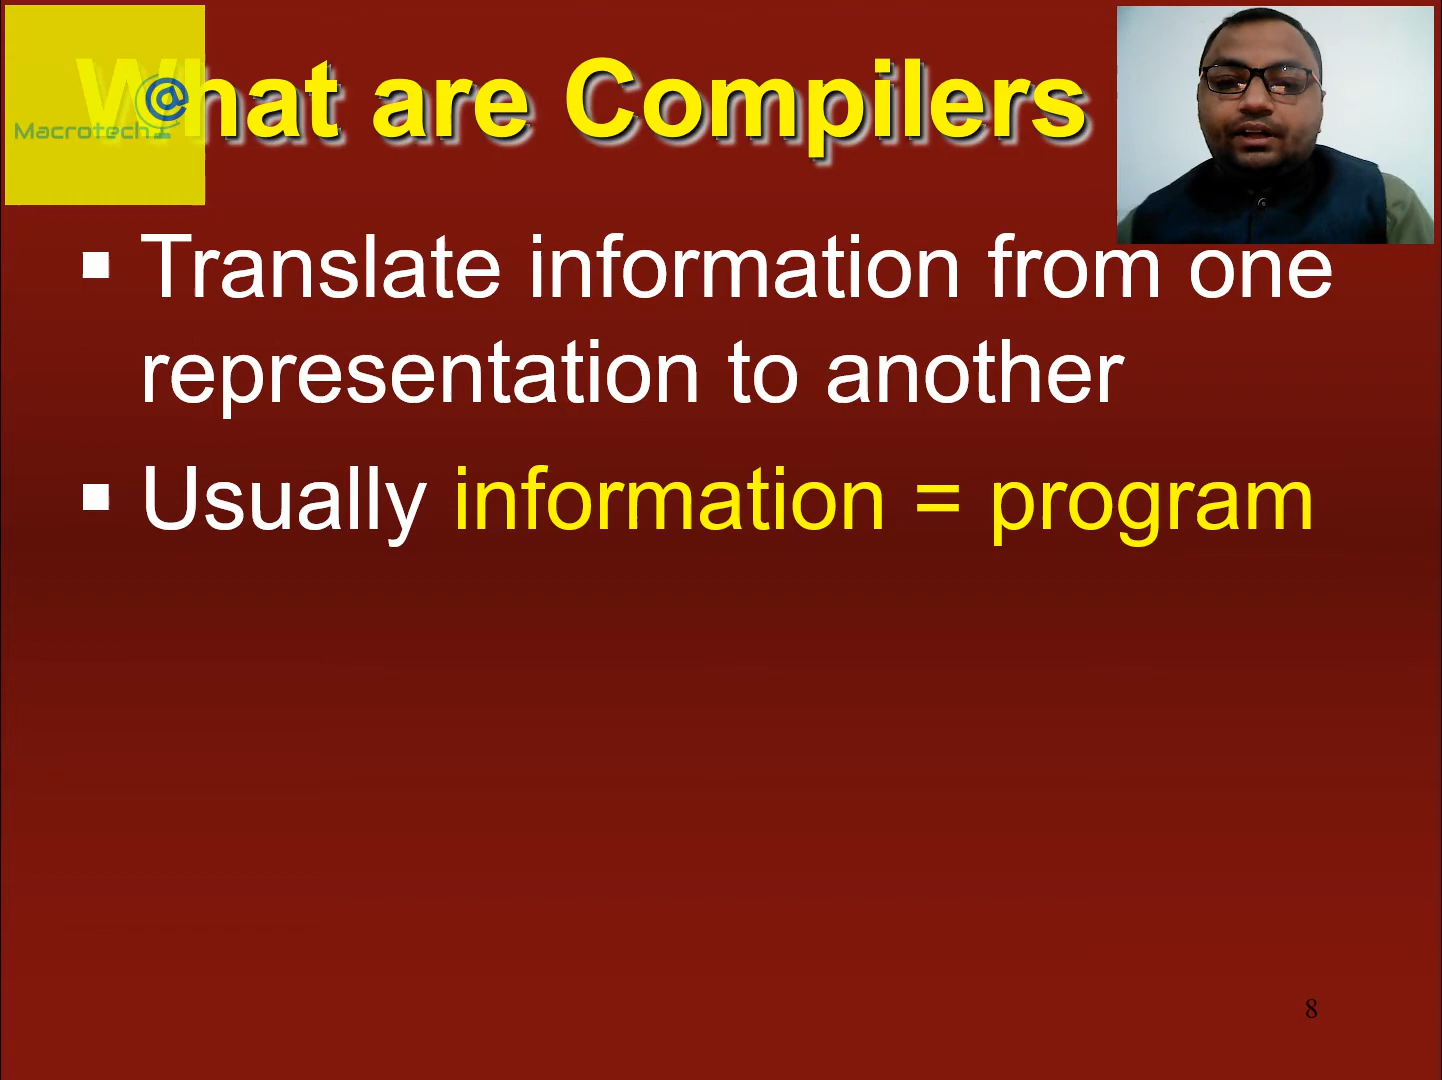 What are Compilers
@
Macrotech
▪ Translate information from one
representation to another
▪ Usually information = program
8